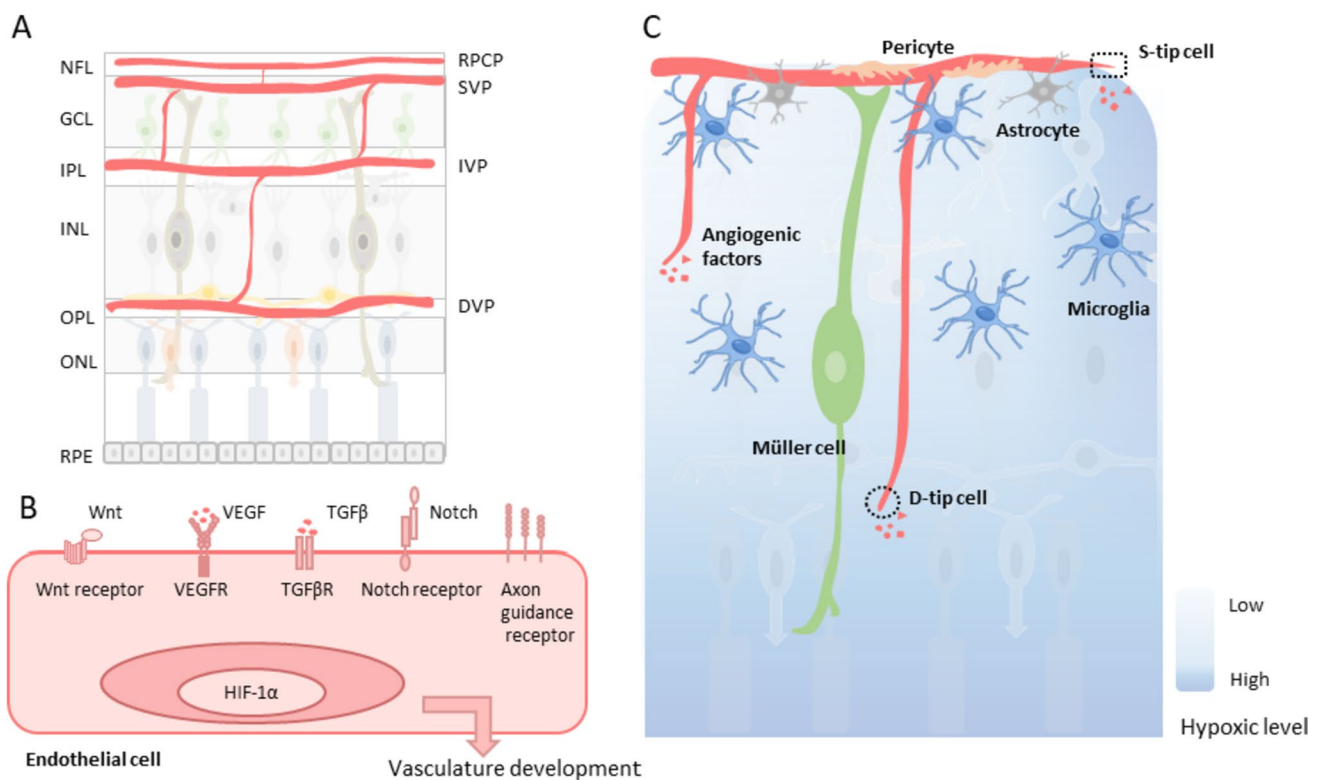 A
NFL
GCL
IPL
INL
OPL
ONL
RPE
RPCP
SVP
IVP
DVP
B
Wnt
VEGF
TGFβ
Notch
Wnt receptor
VEGFR
TGFβR
Notch receptor
Axon
guidance
receptor
HIF-1α
Endothelial cell
Vasculature development
C
Pericyte
S-tip cell
Astrocyte
Angiogenic
factors
Microglia
Müller cell
D-tip cell
Low
High
Hypoxic level